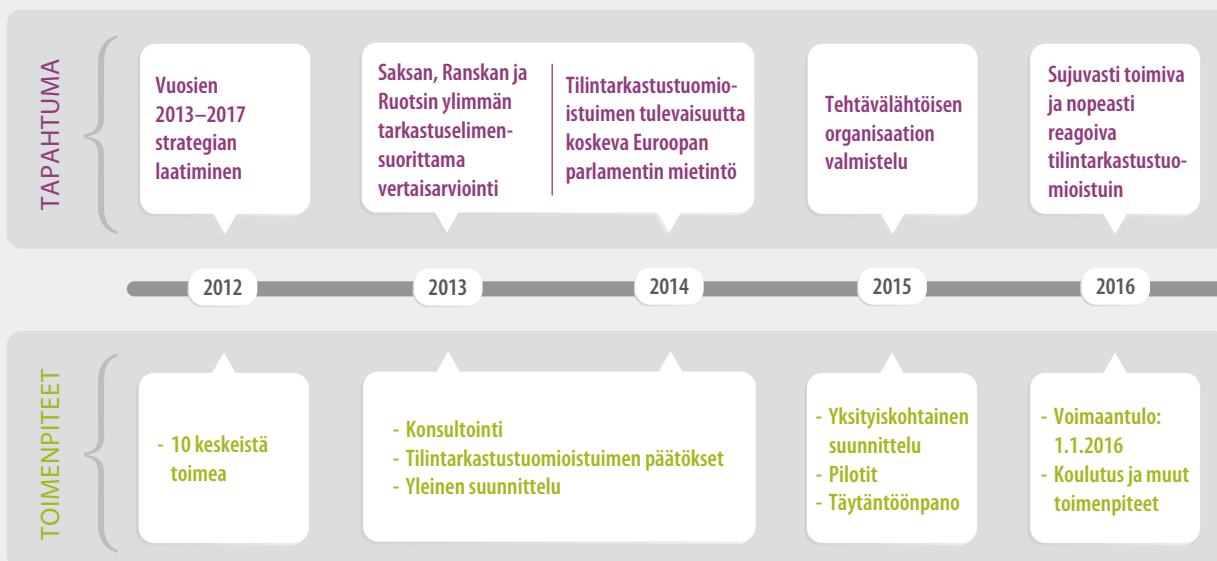 TAPAHTUMA
Vuosien
2013–2017
strategian
laatiminen
Saksan, Ranskan ja
Ruotsin ylimmän
tarkastuselimen-
suorittama
vertaisarviointi
Tilintarkastustuomio-
istuimen tulevaisuutta
koskeva Euroopan
parlamentin mietintö
Tehtävälähtöisen
organisaation
valmistelu
Sujuvasti toimiva
ja nopeasti
reagoiva
tilintarkastustuo-
mioistuin
2012
2013
2014
2015
2016
TOIMENPITEET
- 10 keskeistä
toimea
- Konsultointi
- Tilintarkastustuomioistuimen päätökset
- Yleinen suunnittelu
- Yksityiskohtainen
suunnittelu
- Pilotit
- Täytäntöönpano
- Voimaantulo:
1.1.2016
- Koulutus ja muut
toimenpiteet